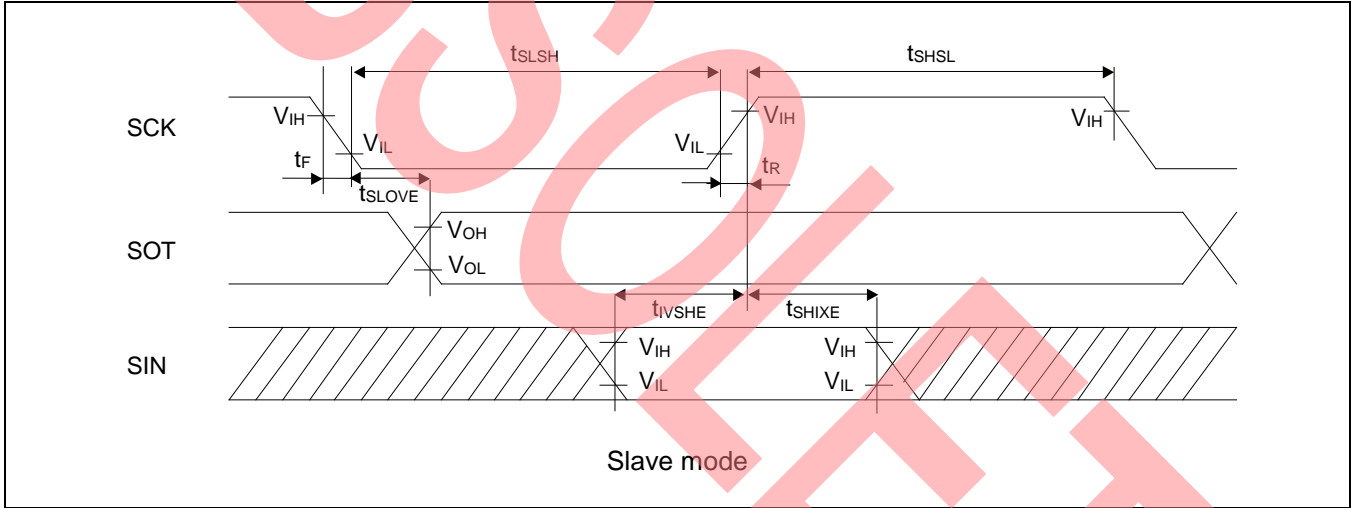 tSLSH
tSHSL
SCK
VIH
VIL
VIL
VIH
VIH
tF
tR
tSLOVE
SOT
VOH
VOL
tIVSHE
tSHIXE
SIN
VIH
VIL
VIH
VIL
Slave mode